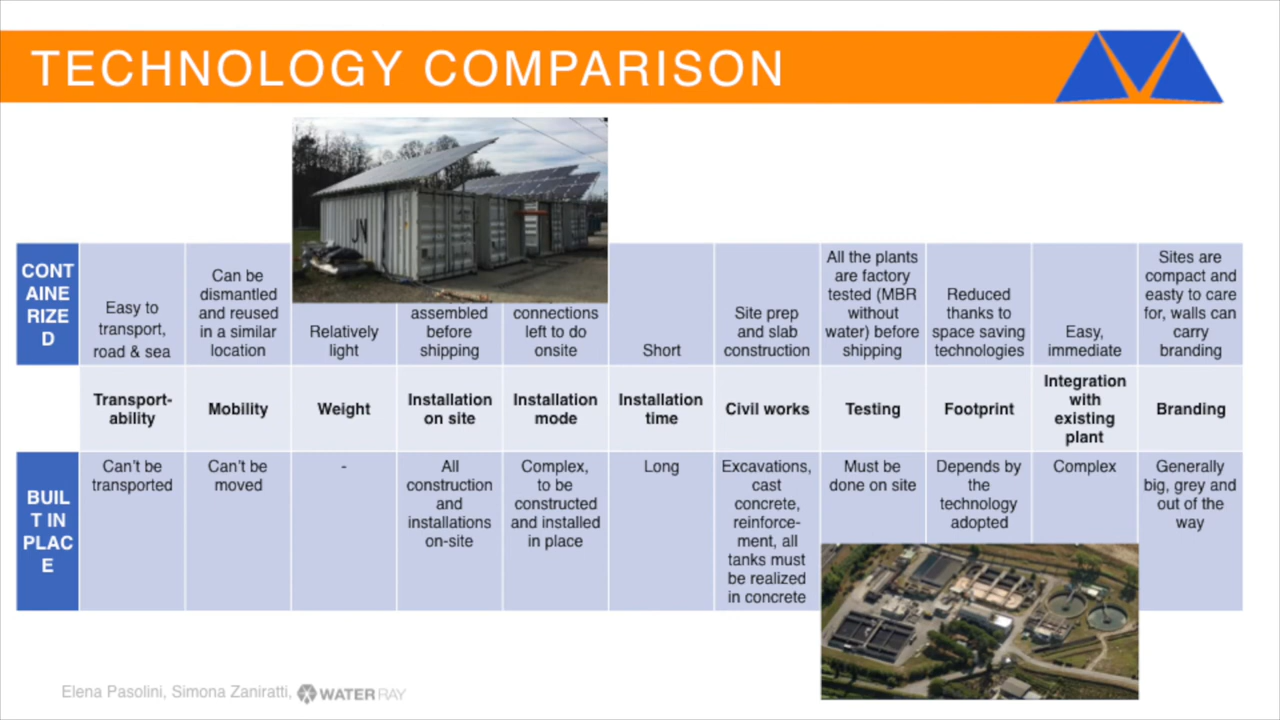 TECHNOLOGY COMPARISON
CONT
AINE
RIZE
D
Easy to
transport,
road & sea
Can be
dismantled
and reused
in a similar
location
Relatively
light
assembled
before
shipping
connections
left to do
onsite
Short
Site prep
and slab
construction
All the plants
are factory
tested (MBR
without
water) before
shipping
Reduced
thanks to
space saving
technologies
Easy,
immediate
Sites are
compact and
easty to care
for, walls can
carry
branding
Transport-
ability
Mobility
Weight
Installation
on site
Installation
mode
Installation
time
Civil works
Testing
Footprint
Integration
with
existing
plant
Branding
BUIL
T IN
PLAC
E
Can't be
transported
Can't be
moved
-
All
construction
and
installations
on-site
Complex,
to be
constructed
and installed
in place
Long
Excavations,
cast
concrete,
reinforce-
ment, all
tanks must
be realized
in concrete
Must be
done on site
Depends by
the
technology
adopted
Complex
Generally
big, grey and
out of the
way
Elena Pasolini, Simona Zaniratti, WATER RAY